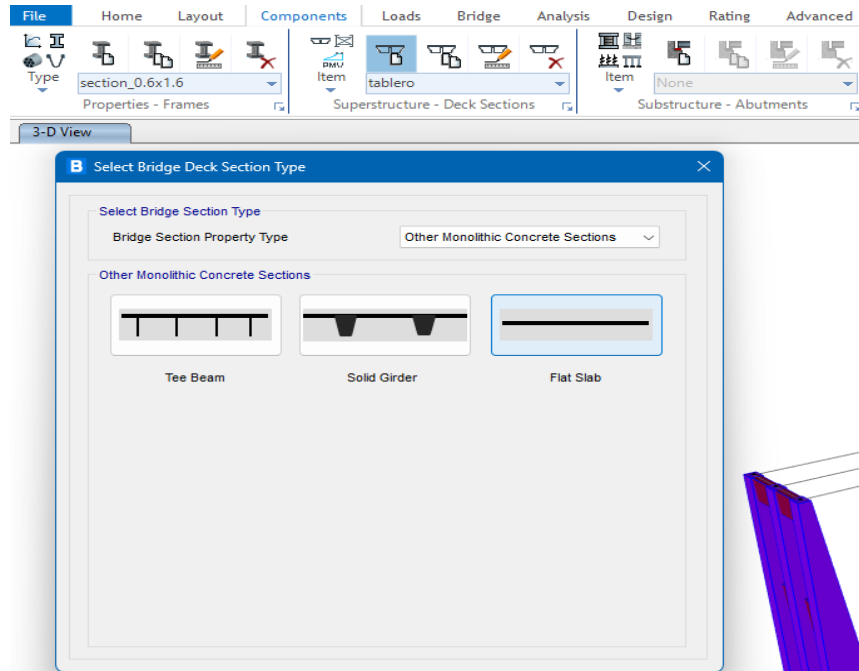 File Home Layout Components Loads Bridge Analysis Design Rating Advanced
PMV
Type Item Item
section_0.6x1.6 tablero None
Properties - Frames Superstructure - Deck Sections Substructure - Abutments
3-D View
B Select Bridge Deck Section Type
Select Bridge Section Type
Bridge Section Property Type Other Monolithic Concrete Sections
Other Monolithic Concrete Sections
Tee Beam Solid Girder Flat Slab